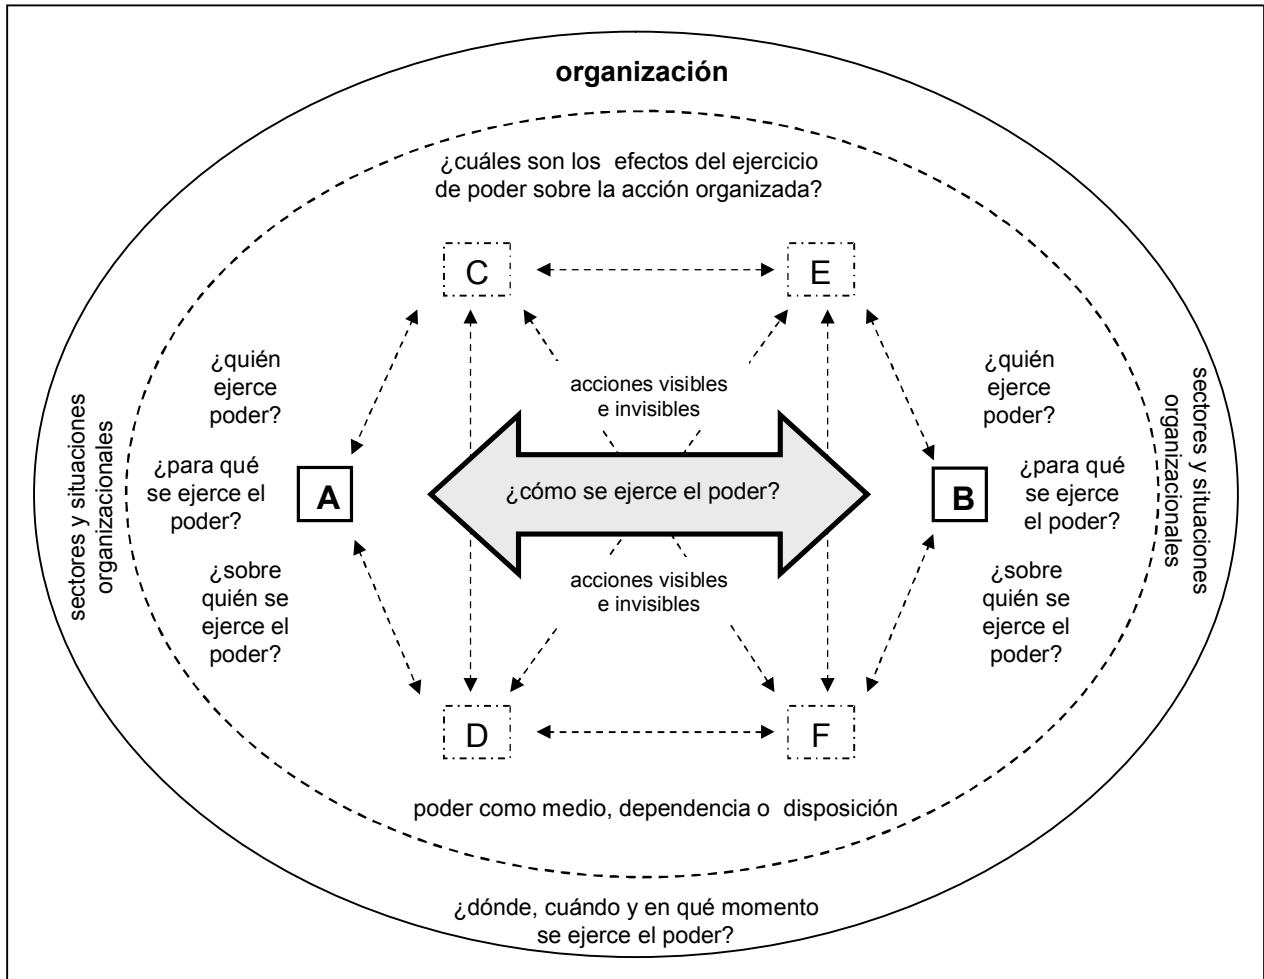 organización
¿cuáles son los efectos del ejercicio
de poder sobre la acción organizada?
C
E
¿quién
ejerce
poder?
acciones visibles
e invisibles
¿quién
ejerce
poder?
sectores y situaciones
organizacionales
¿para qué
se ejerce el
poder?
A
¿cómo se ejerce el poder?
B
¿para qué
se ejerce
el poder?
sectores y situaciones
organizacionales
¿sobre
quién se
ejerce el
poder?
acciones visibles
e invisibles
¿sobre
quién se
ejerce el
poder?
D
F
poder como medio, dependencia o disposición
¿dónde, cuándo y en qué momento
se ejerce el poder?